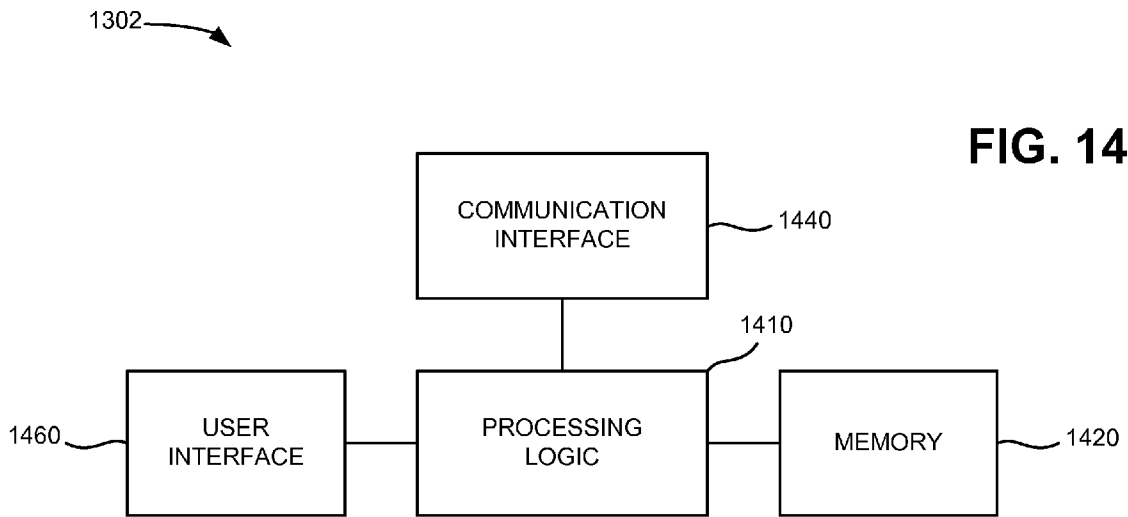 1302
FIG. 14
COMMUNICATION
INTERFACE
1440
1410
1460
USER
INTERFACE
PROCESSING
LOGIC
MEMORY
1420